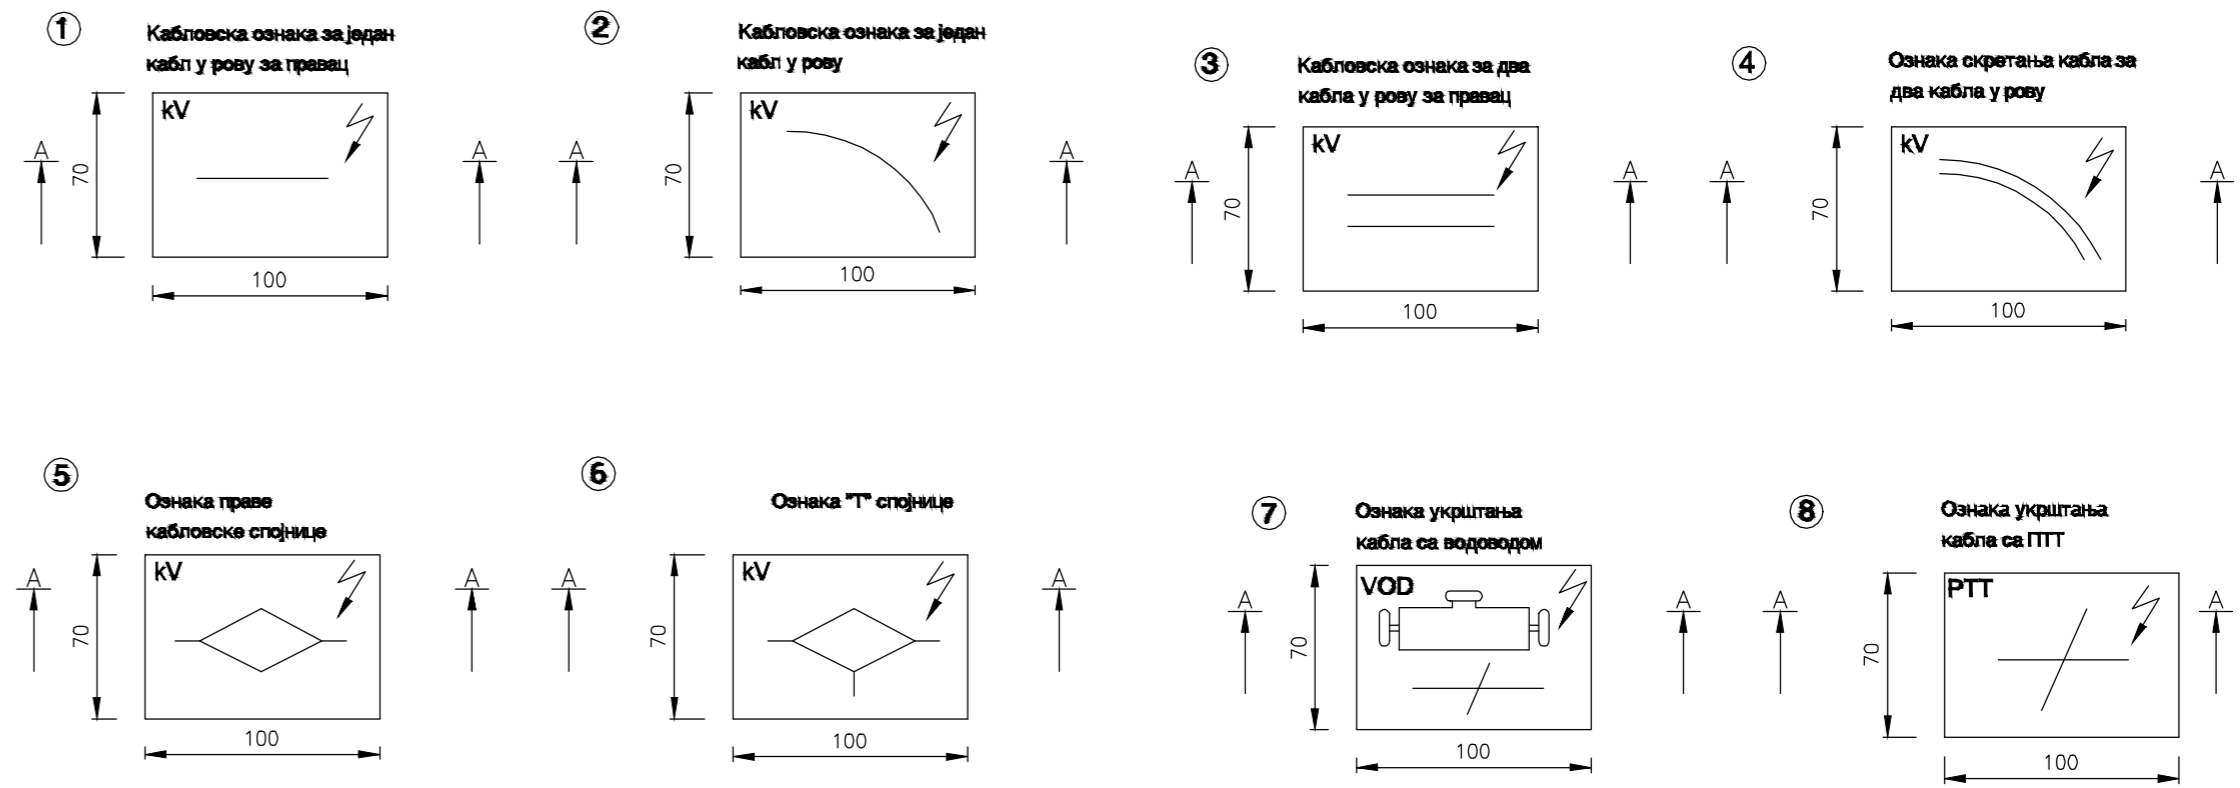 1
Кабловска ознака за један
кабл у рову за правац
kV
A
A
70
100
2
Кабловска ознака за један
кабл у рову
kV
A
A
70
100
3
Кабловска ознака за два
кабла у рову за правац
kV
A
A
70
100
4
Ознака скретања кабла за
два кабла у рову
kV
A
A
70
100
5
Ознака праве
кабловске спојнице
kV
A
A
70
100
6
Ознака "Т" спојнице
kV
A
A
70
100
7
Ознака укрштања
кабла са водоводом
VOD
A
A
70
100
8
Ознака укрштања
кабла са ПТТ
PTT
A
A
70
100